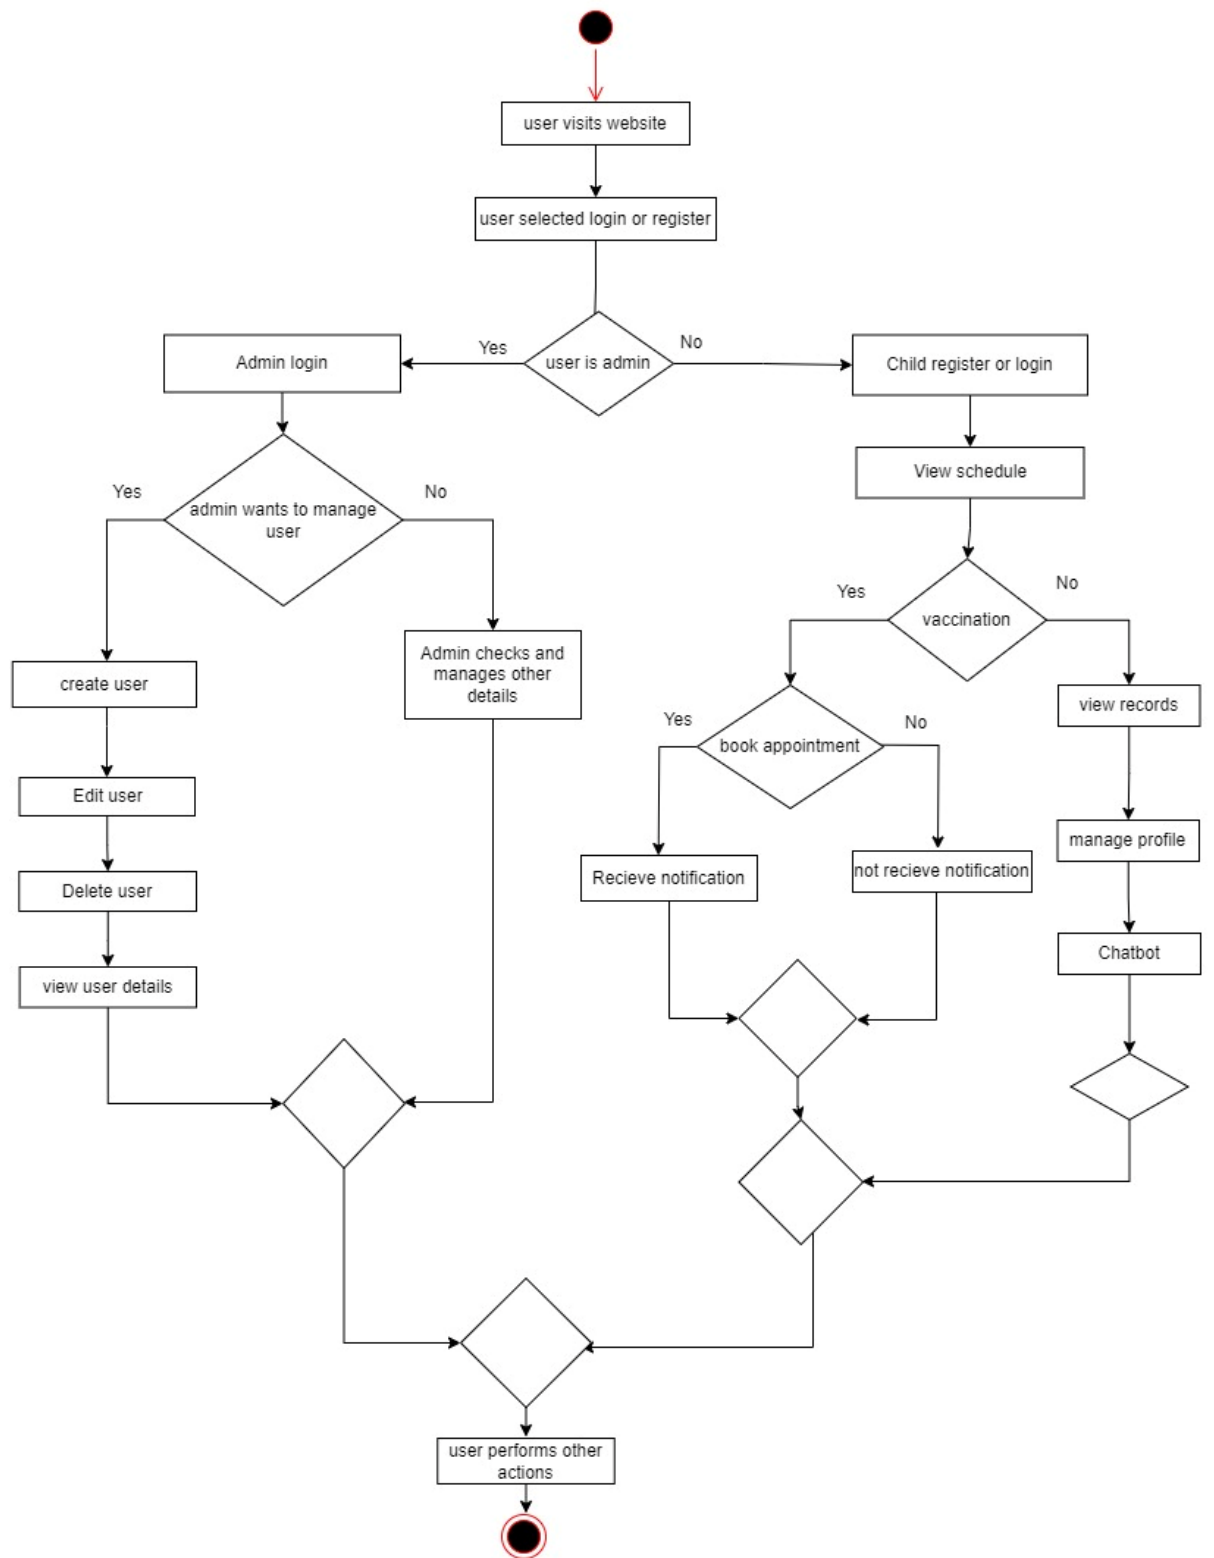 user visits website
user selected login or register
user is admin
Yes
No
Admin login
Child register or login
admin wants to manage
user
Yes
No
View schedule
vaccination
Yes
No
create user
Admin checks and
manages other
details
book appointment
Yes
No
view records
Edit user
Recieve notification
not recieve notification
manage profile
Delete user
Chatbot
view user details
user performs other
actions